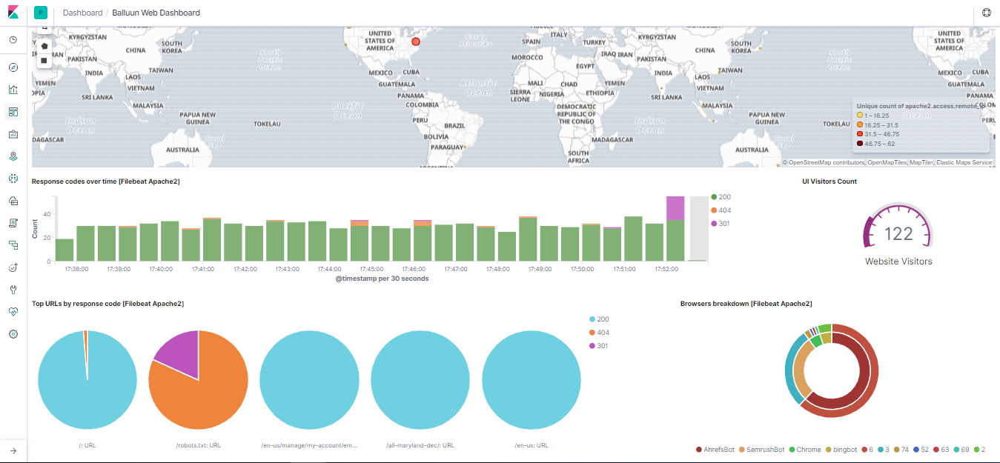 P
Dashboard / Balluun Web Dashboard
KYRGYZSTAN
CHINA
SOUTH
KOREA
PAKISTAN
TAIWAN
INDIA
LAOS
YEMEN
VIETNAM
OPIA
SRI LANKA
MALAYSIA
PAPUA NEW
GUINEA
Indian
Ocean
DAGASCAR
AUSTRALIA
Coral
North
Pacific
Ocean
TOKELAU
Pacific
Ocean
UNITED
STATES OF
AMERICA
MEXICO
CUBA
GUATEMALA
PANAMA
COLOMBIA
PERU
BRAZIL
BOLIVIA
PARAGUAY
ARGENTINA
Atlantic
Ocean
SPAIN
ITALY
TURKEY
MOROCCO
IRAQ
IRAN
EGYPT
MALI
CHAD
YEMEN
SIERRA
LEONE
NIGERIA
ETHIOPIA
DEMOCRATIC
REPUBLIC OF
THE CONGO
MADAGASCAR
SOUTH
AFRICA
KYRGYZSTAN
CHINA
SOUTH
KOREA
PAKISTAN
TAIWAN
INDIA
LAOS
VIETNAM
SRI LANKA
MALAYSIA
PAPUA NEW
GUINEA
Indian
Ocean
AUSTRALIA
Coral
North
Pacific
Ocean
TOKELAU
UNITED
STATES OF
AMERICA
MEXICO
CUBA
GUATEMALA
PANAMA
Unique count of apache2.access.remote_
1 – 16.25
16.25 – 31.5
31.5 – 46.75
46.75 – 62
© OpenStreetMap contributors, OpenMapTiles, MapTiler, Elastic Maps Service
Response codes over time [Filebeat Apache2]
Count
40
20
0
17:38:00 17:39:00 17:40:00 17:41:00 17:42:00 17:43:00 17:44:00 17:45:00 17:46:00 17:47:00 17:48:00 17:49:00 17:50:00 17:51:00 17:52:00
@timestamp per 30 seconds
200
404
301
UI Visitors Count
122
Website Visitors
Top URLs by response code [Filebeat Apache2]
200
404
301
/: URL
/robots.txt: URL
/en-us/manage/my-account/em...
/all-maryland-dec/: URL
/en-us: URL
Browsers breakdown [Filebeat Apache2]
AhrefsBot SemrushBot Chrome bingbot 6 3 74 52 63 69 2